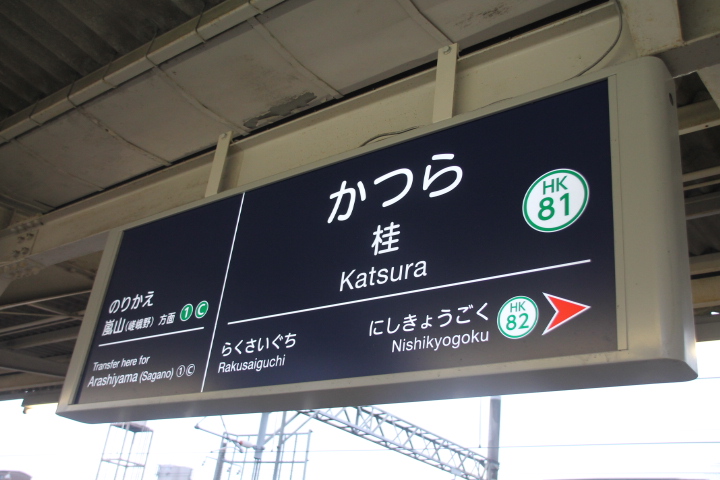 のりかえ
嵐山(嵯峨野) 方面 1 C
Transfer here for
Arashiyama (Sagano) 1 C
かつら
桂
Katsura
HK
81
らくさいぐち
Rakusaiguchi
にしきょうごく
Nishikyogoku
HK
82